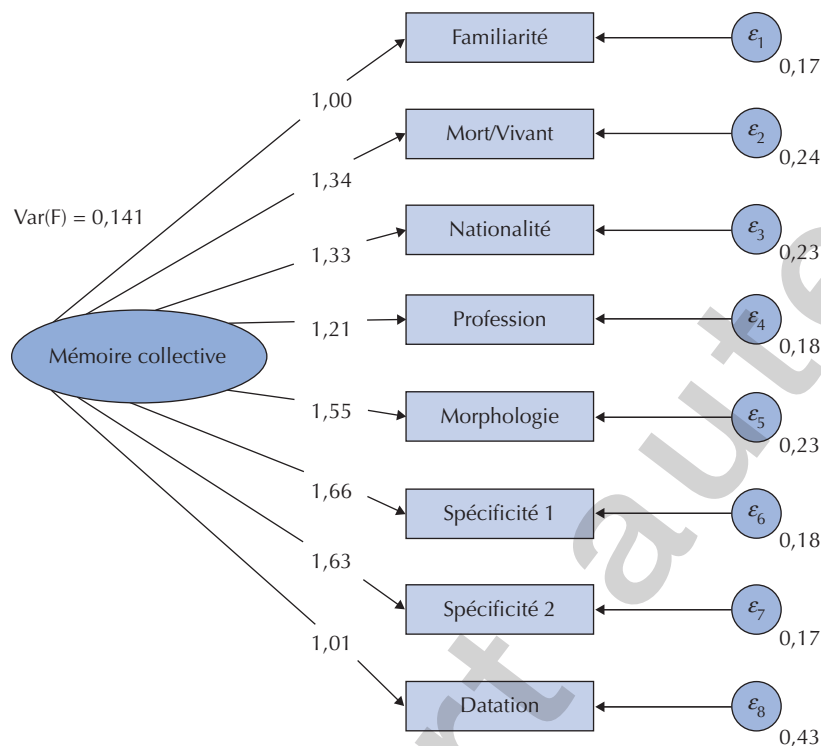 Familiarité
ε1
0,17
1,00
Mort/Vivant
ε2
0,24
1,34
Var(F) = 0,141
Nationalité
ε3
0,23
1,33
Profession
ε4
0,18
1,21
Mémoire collective
Morphologie
ε5
0,23
1,55
Spécificité 1
ε6
0,18
1,66
Spécificité 2
ε7
0,17
1,63
Datation
ε8
0,43
1,01